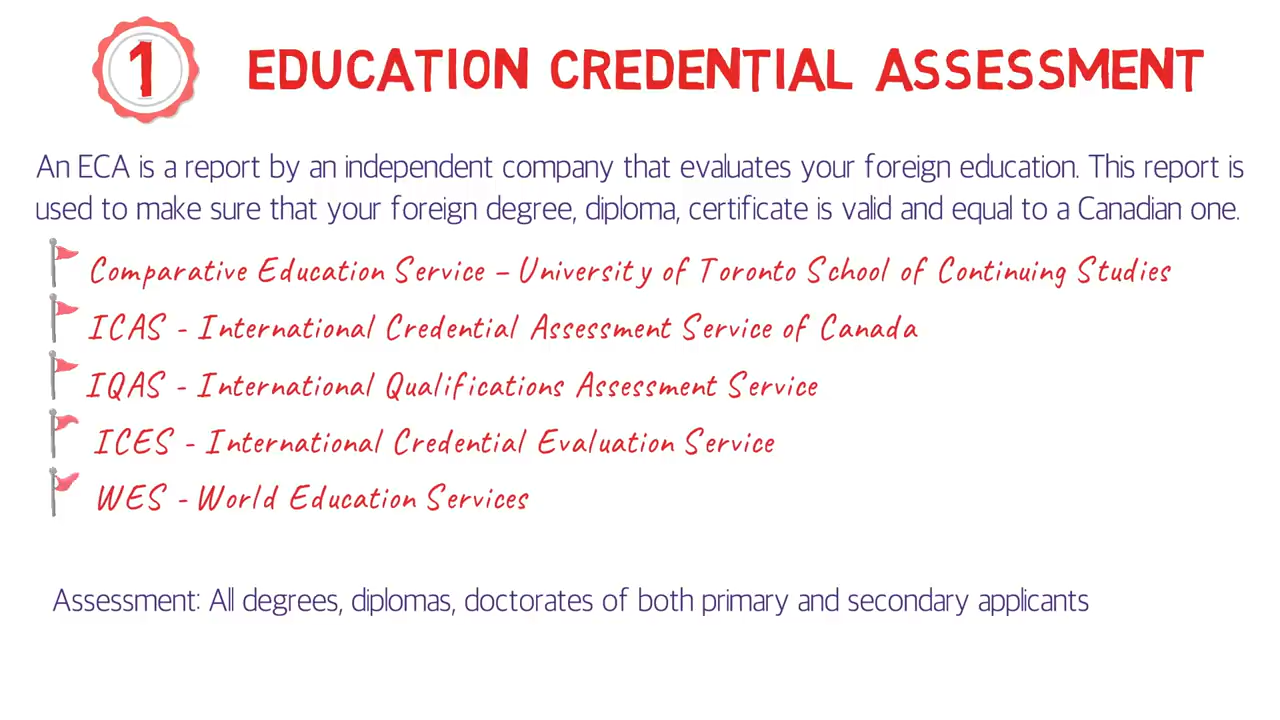 1
EDUCATION CREDENTIAL ASSESSMENT
An ECA is a report by an independent company that evaluates your foreign education. This report is
used to make sure that your foreign degree, diploma, certificate is valid and equal to a Canadian one.
Comparative Education Service – University of Toronto School of Continuing Studies
ICAS - International Credential Assessment Service of Canada
IQAS - International Qualifications Assessment Service
ICES - International Credential Evaluation Service
WES - World Education Services
Assessment: All degrees, diplomas, doctorates of both primary and secondary applicants